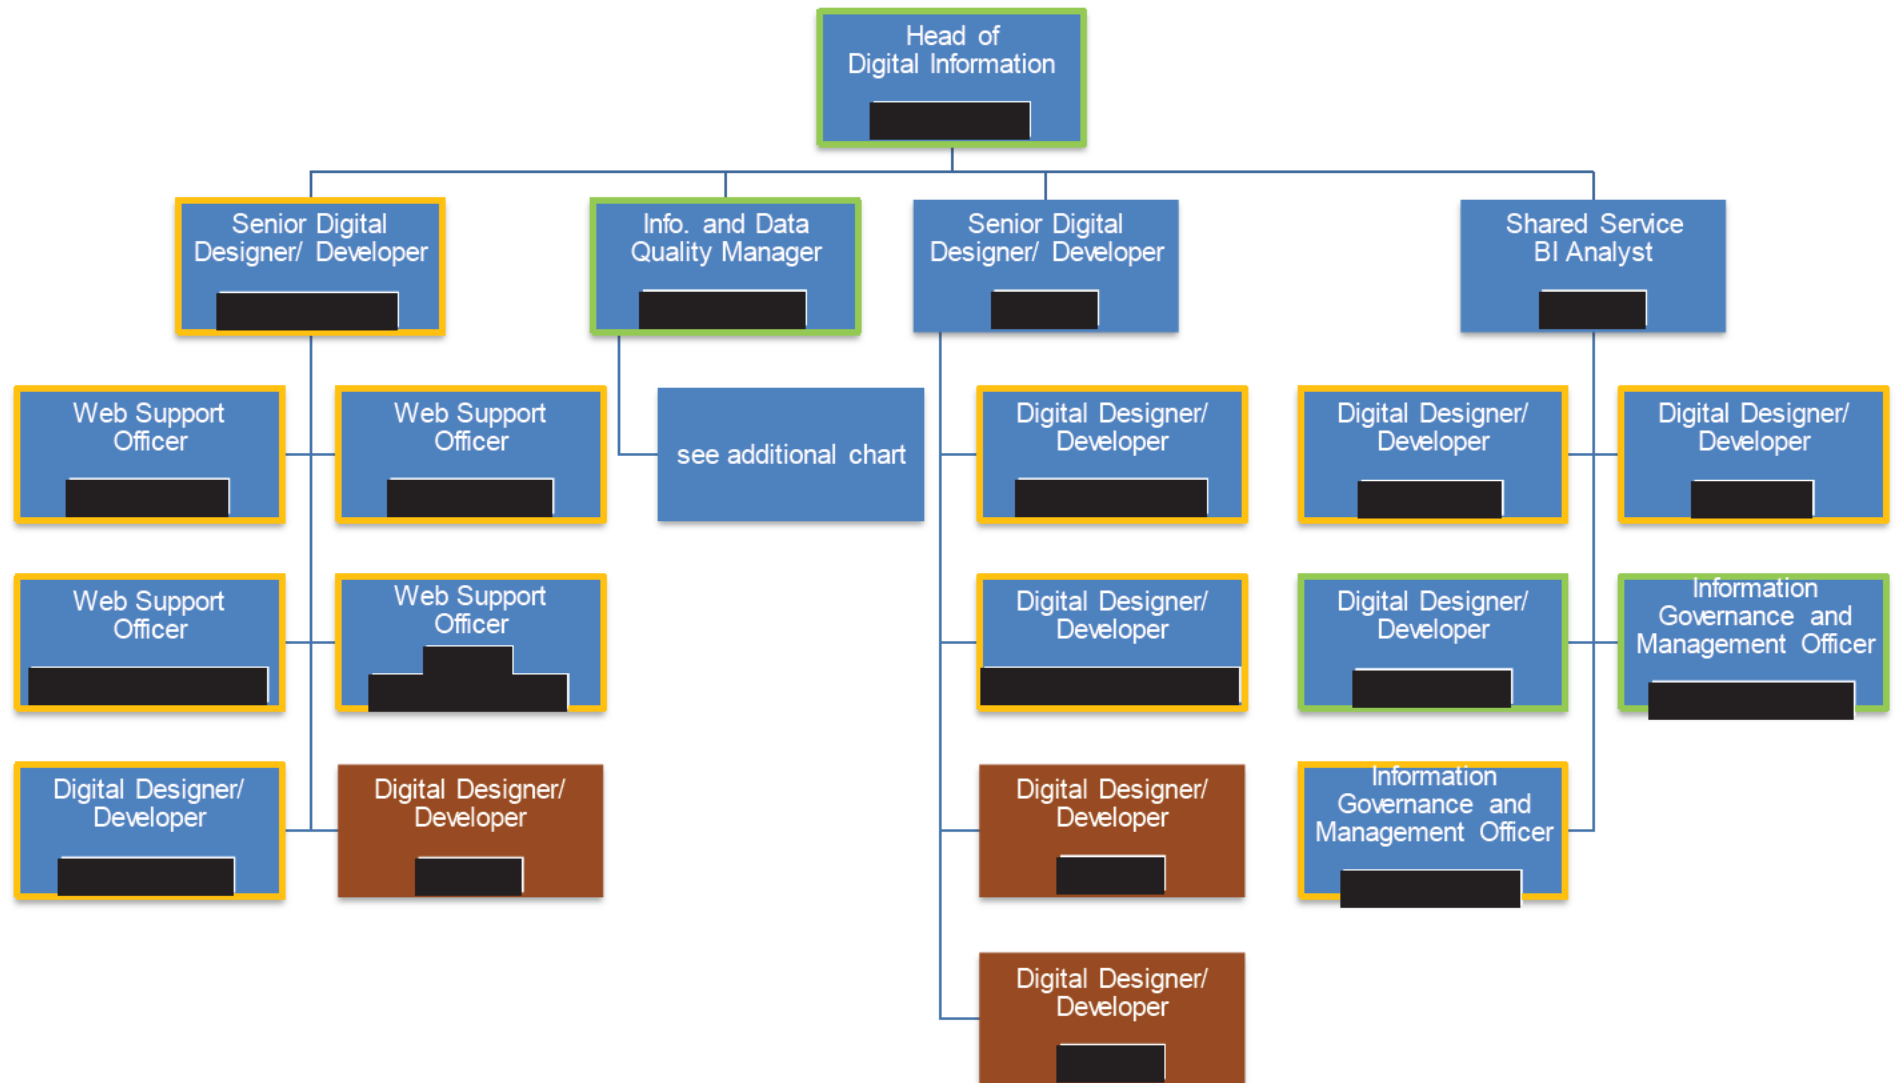 Head of
Digital Information
Senior Digital
Designer/ Developer
Info. and Data
Quality Manager
Senior Digital
Designer/ Developer
Shared Service
BI Analyst
Web Support
Officer
Web Support
Officer
see additional chart
Digital Designer/
Developer
Digital Designer/
Developer
Digital Designer/
Developer
Web Support
Officer
Web Support
Officer
Digital Designer/
Developer
Digital Designer/
Developer
Information
Governance and
Management Officer
Digital Designer/
Developer
Digital Designer/
Developer
Digital Designer/
Developer
Information
Governance and
Management Officer
Digital Designer/
Developer